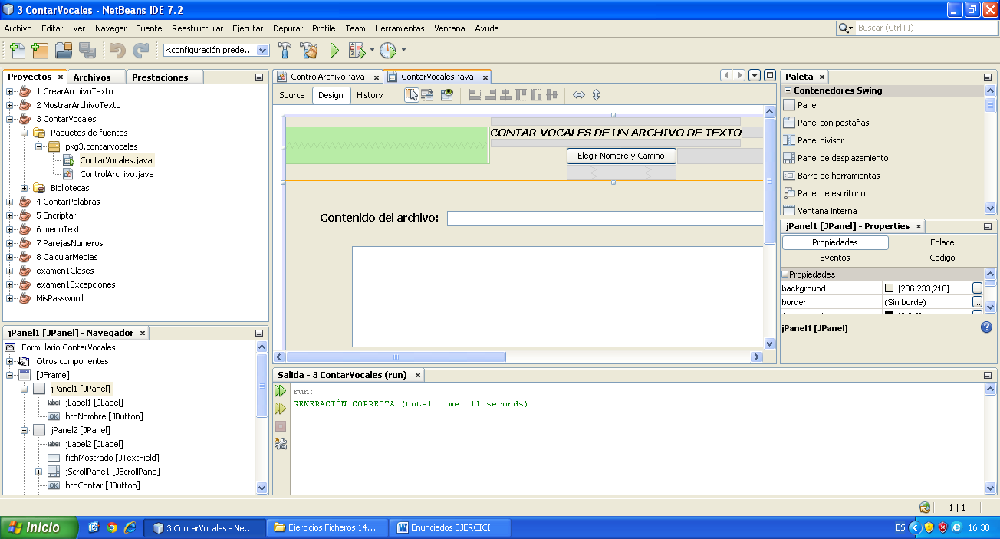 3 ContarVocales - NetBeans IDE 7.2
Archivo Editar Ver Navegar Fuente Reestructurar Ejecutar Depurar Profile Team Herramientas Ventana Ayuda
Buscar (Ctrl+I)
<configuración prede...
Proyectos
Archivos
Prestaciones
1 CrearArchivoTexto
2 MostrarArchivoTexto
3 ContarVocales
Paquetes de fuentes
pkg3.contarvocales
ContarVocales.java
ControlArchivo.java
Bibliotecas
4 ContarPalabras
5 Encriptar
6 menuTexto
7 ParejasNumeros
8 CalcularMedias
examen1Clases
examen1Excepciones
MisPassword
jPanel1 [JPanel] - Navegador
Formulario ContarVocales
Otros componentes
[JFrame]
jPanel1 [JPanel]
label jLabel1 [JLabel]
OK btnNombre [JButton]
jPanel2 [JPanel]
label jLabel2 [JLabel]
fichMostrado [JTextField]
jScrollPane1 [JScrollPane]
OK btnContar [JButton]
ControlArchivo.java
ContarVocales.java
Source Design History
CONTAR VOCALES DE UN ARCHIVO DE TEXTO
Elegir Nombre y Camino
Contenido del archivo:
Paleta
Contenedores Swing
Panel
Panel con pestañas
Panel divisor
Panel de desplazamiento
Barra de herramientas
Panel de escritorio
Ventana interna
jPanel1 [JPanel] - Properties
Propiedades Enlace
Eventos Codigo
Propiedades
background [236,233,216] ...
border (Sin borde) ...
jPanel1 [JPanel]
Salida - 3 ContarVocales (run)
run:
GENERACIÓN CORRECTA (total time: 11 seconds)
1 | 1
Inicio
3 ContarVocales - Ne...
Ejercicios Ficheros 14...
Enunciados EJERCICI...
ES
16:38